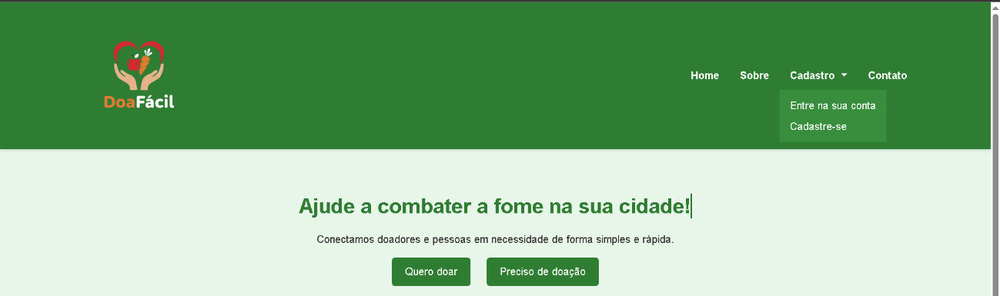 DoaFácil
Home Sobre Cadastro Contato
Entre na sua conta
Cadastre-se
Ajude a combater a fome na sua cidade!
Conectamos doadores e pessoas em necessidade de forma simples e rápida.
Quero doar Preciso de doação